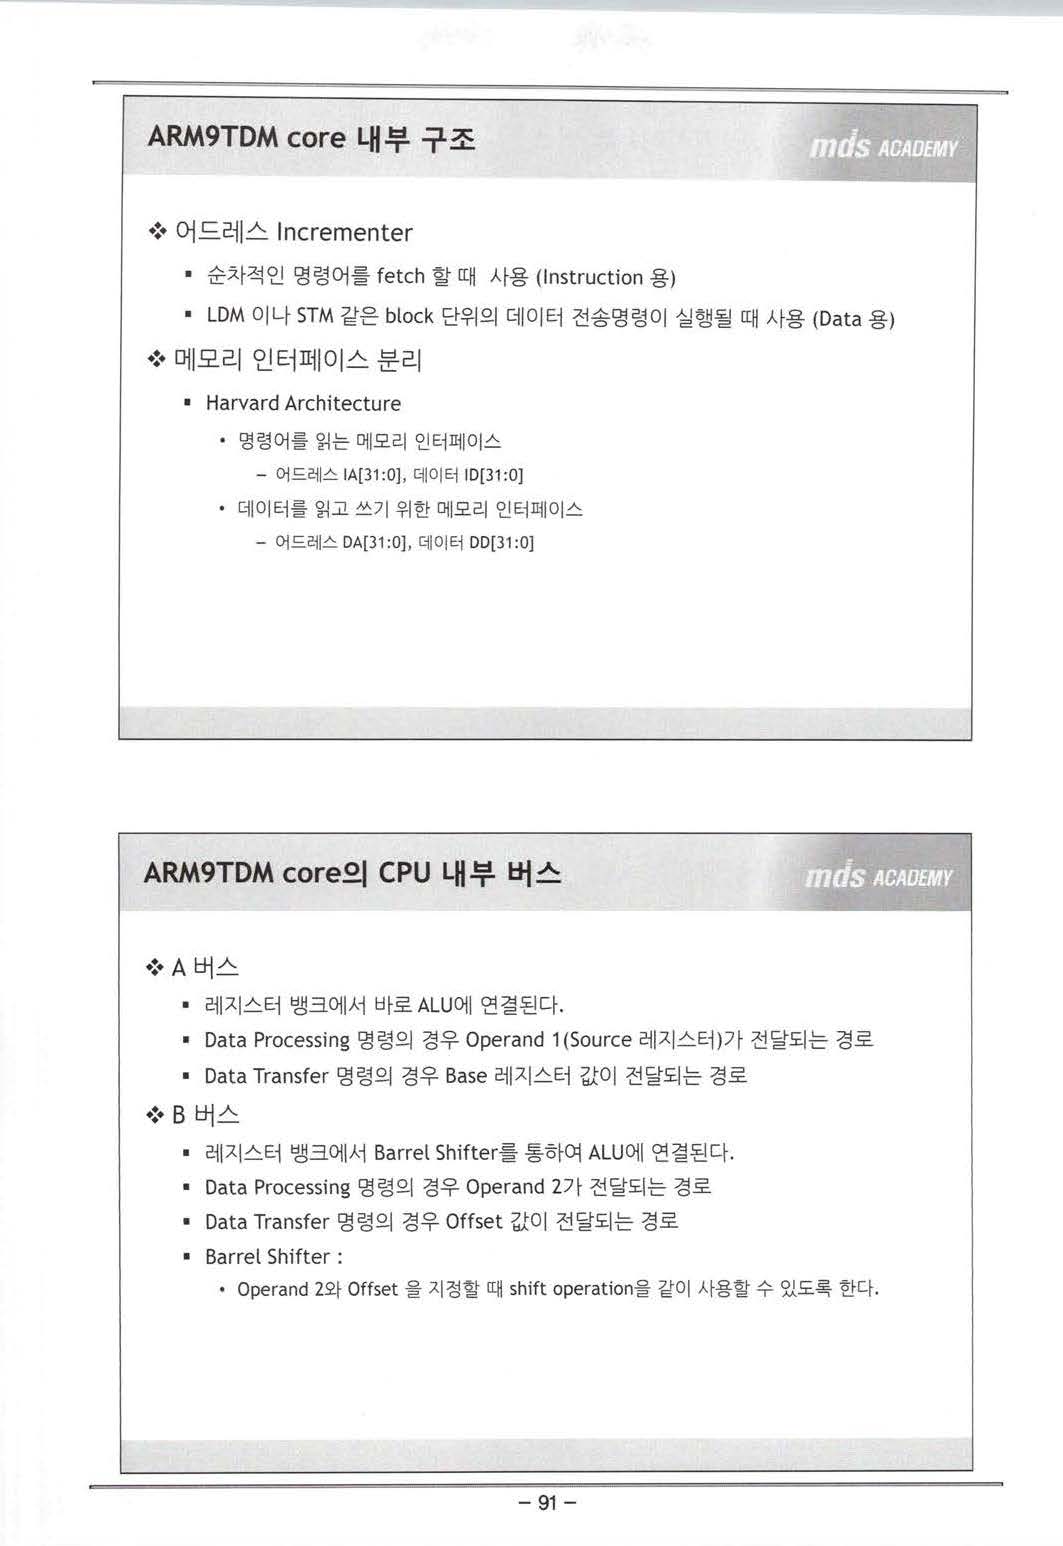 ARM9TDM core 내부 구조
mds ACADEMY
❖ 어드레스 Incrementer
▪ 순차적인 명령어를 fetch 할 때 사용 (Instruction 용)
▪ LDM 이나 STM 같은 block 단위의 데이터 전송명령이 실행될 때 사용 (Data 용)
❖ 메모리 인터페이스 분리
▪ Harvard Architecture
• 명령어를 읽는 메모리 인터페이스
– 어드레스 IA[31:0], 데이터 ID[31:0]
• 데이터를 읽고 쓰기 위한 메모리 인터페이스
– 어드레스 DA[31:0], 데이터 DD[31:0]
ARM9TDM core의 CPU 내부 버스
mds ACADEMY
❖ A 버스
▪ 레지스터 뱅크에서 바로 ALU에 연결된다.
▪ Data Processing 명령의 경우 Operand 1(Source 레지스터)가 전달되는 경로
▪ Data Transfer 명령의 경우 Base 레지스터 값이 전달되는 경로
❖ B 버스
▪ 레지스터 뱅크에서 Barrel Shifter를 통하여 ALU에 연결된다.
▪ Data Processing 명령의 경우 Operand 2가 전달되는 경로
▪ Data Transfer 명령의 경우 Offset 값이 전달되는 경로
▪ Barrel Shifter :
• Operand 2와 Offset 을 지정할 때 shift operation을 같이 사용할 수 있도록 한다.
– 91 –